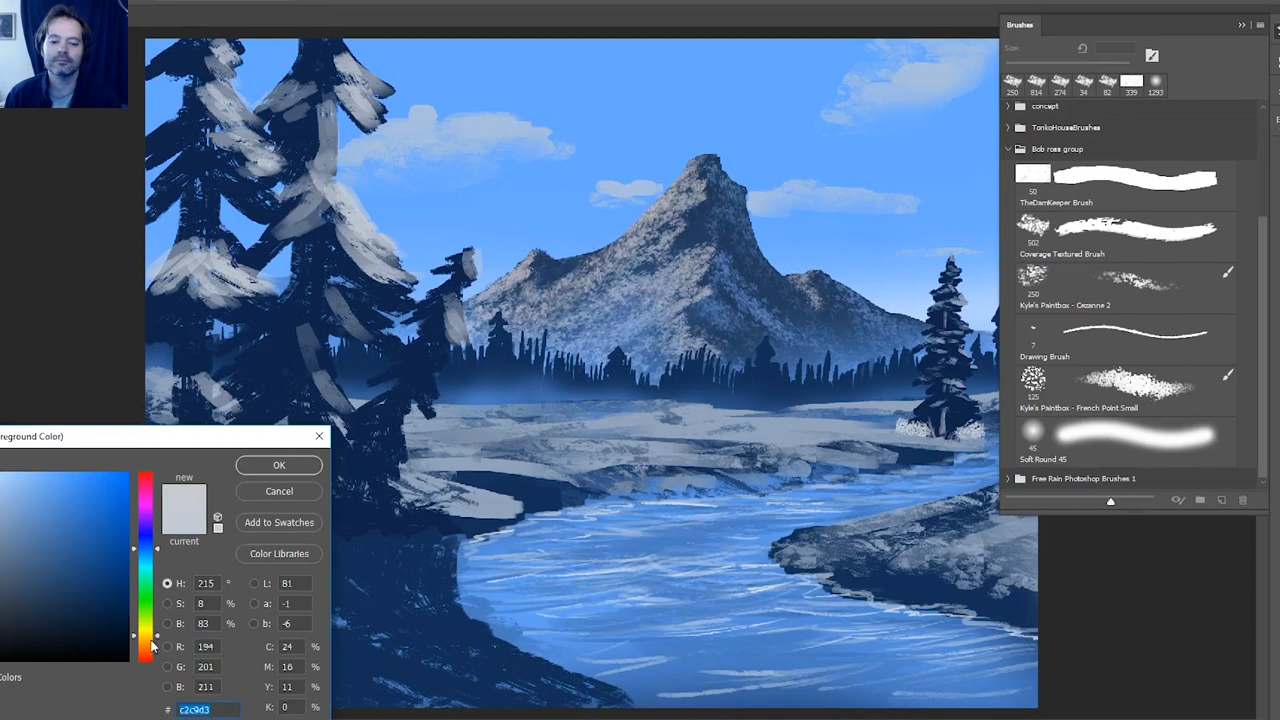 Brushes
Size:
250 814 274 34 82 339 1293
concept
TonkoHouseBrushes
Bob ross group
50
TheDamKeeper Brush
502
Coverage Textured Brush
250
Kyle's Paintbox - Cezanne 2
7
Drawing Brush
125
Kyle's Paintbox - French Point Small
45
Soft Round 45
Free Rain Photoshop Brushes 1
reground Color)
new
current
OK
Cancel
Add to Swatches
Color Libraries
H: 215 ° L: 81
S: 8 % a: -1
B: 83 % b: -6
R: 194 C: 24 %
G: 201 M: 16 %
B: 211 Y: 11 %
# c2c9d3 K: 0 %
Colors